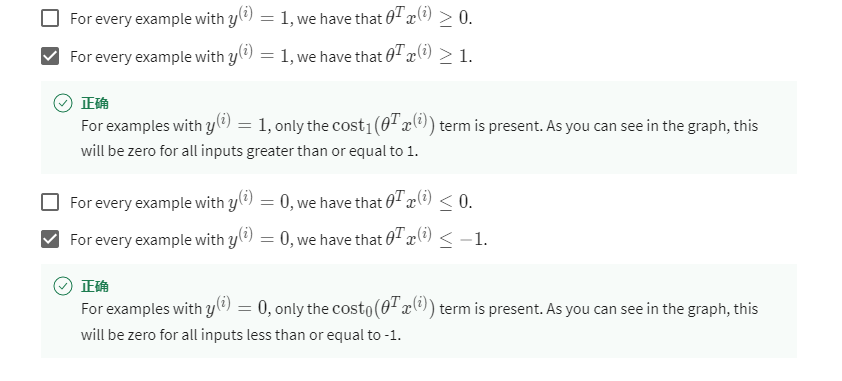 For every example with y^(i) = 1, we have that θ^T x^(i) ≥ 0.
For every example with y^(i) = 1, we have that θ^T x^(i) ≥ 1.
正确
For examples with y^(i) = 1, only the cost₁(θ^T x^(i)) term is present. As you can see in the graph, this
will be zero for all inputs greater than or equal to 1.
For every example with y^(i) = 0, we have that θ^T x^(i) ≤ 0.
For every example with y^(i) = 0, we have that θ^T x^(i) ≤ −1.
正确
For examples with y^(i) = 0, only the cost₀(θ^T x^(i)) term is present. As you can see in the graph, this
will be zero for all inputs less than or equal to -1.